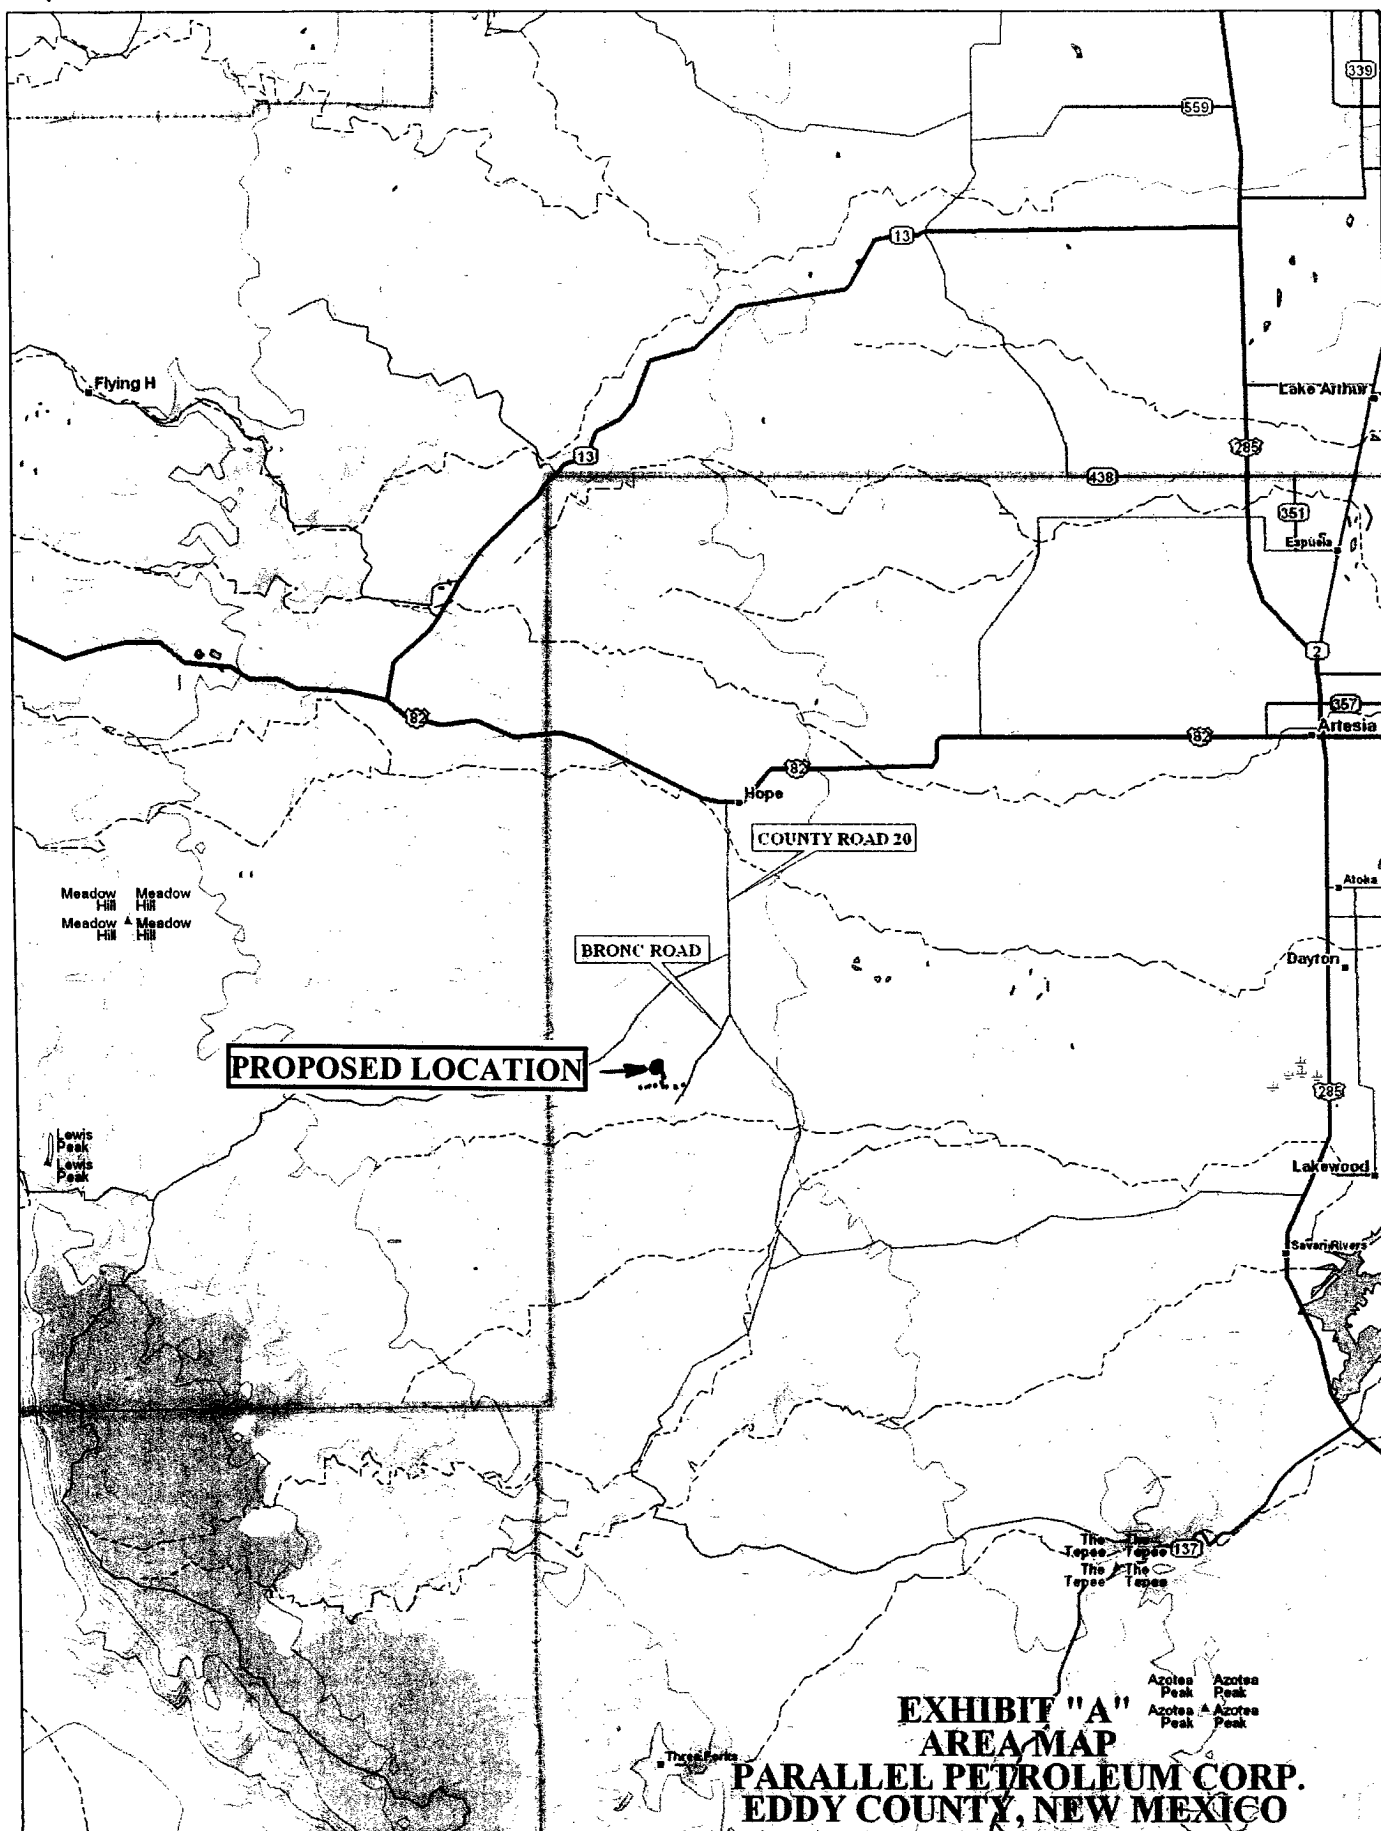 339
559
13
Flying H
Lake Arthur
285
13
438
351
Espuela
2
357
82
82
Artesia
82
Hope
COUNTY ROAD 20
Atoka
Meadow Hill
Meadow Hill
Meadow Hill
Meadow Hill
BRONC ROAD
Dayton
PROPOSED LOCATION
285
Lewis Peak
Lewis Peak
Lakewood
Seven Rivers
The Tepee
The Tepee
137
The Tepee
The Tepee
Azotea Peak
Azotea Peak
Azotea Peak
Azotea Peak
EXHIBIT "A"
AREA MAP
Three Forks
PARALLEL PETROLEUM CORP.
EDDY COUNTY, NEW MEXICO